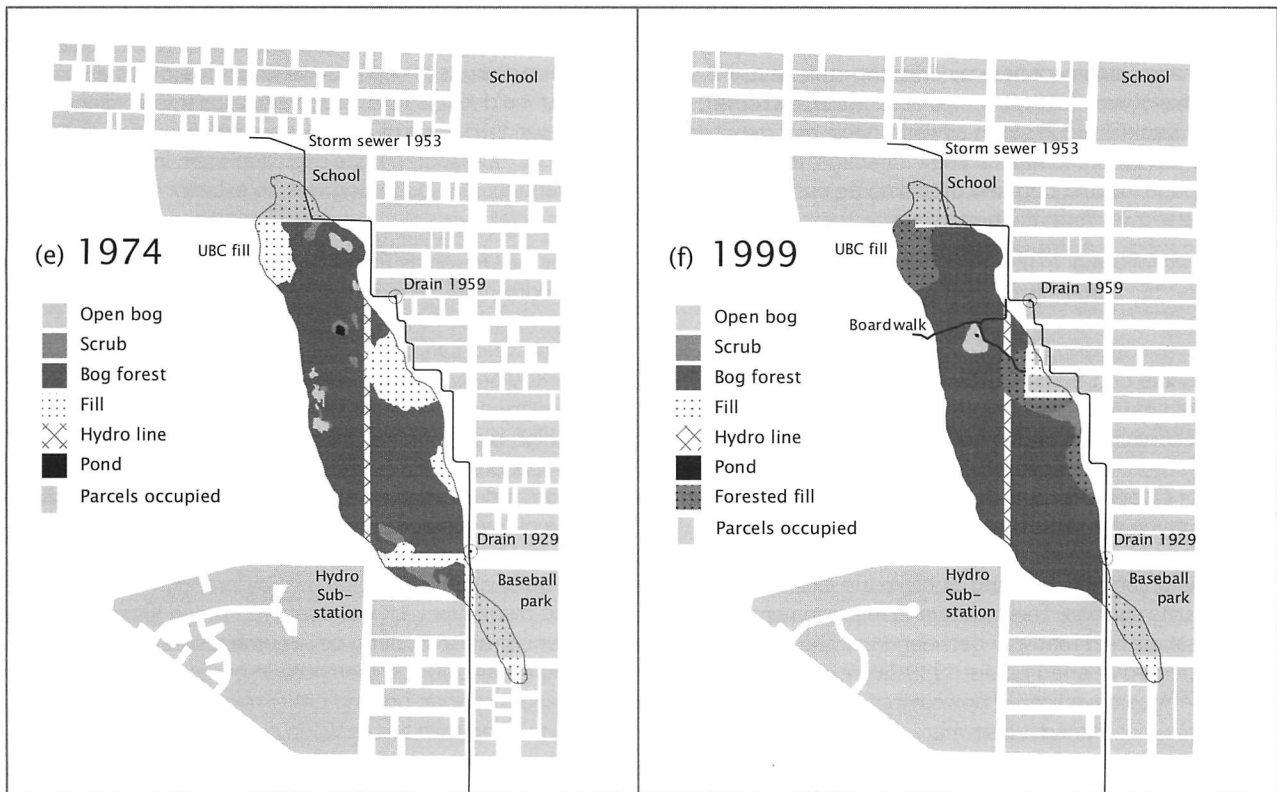 School
Storm sewer 1953
School
(e) 1974
UBC fill
Drain 1959
Open bog
Scrub
Bog forest
Fill
Hydro line
Pond
Parcels occupied
Drain 1929
Hydro
Sub-
station
Baseball
park
School
Storm sewer 1953
School
(f) 1999
UBC fill
Drain 1959
Boardwalk
Open bog
Scrub
Bog forest
Fill
Hydro line
Pond
Forested fill
Parcels occupied
Drain 1929
Hydro
Sub-
station
Baseball
park